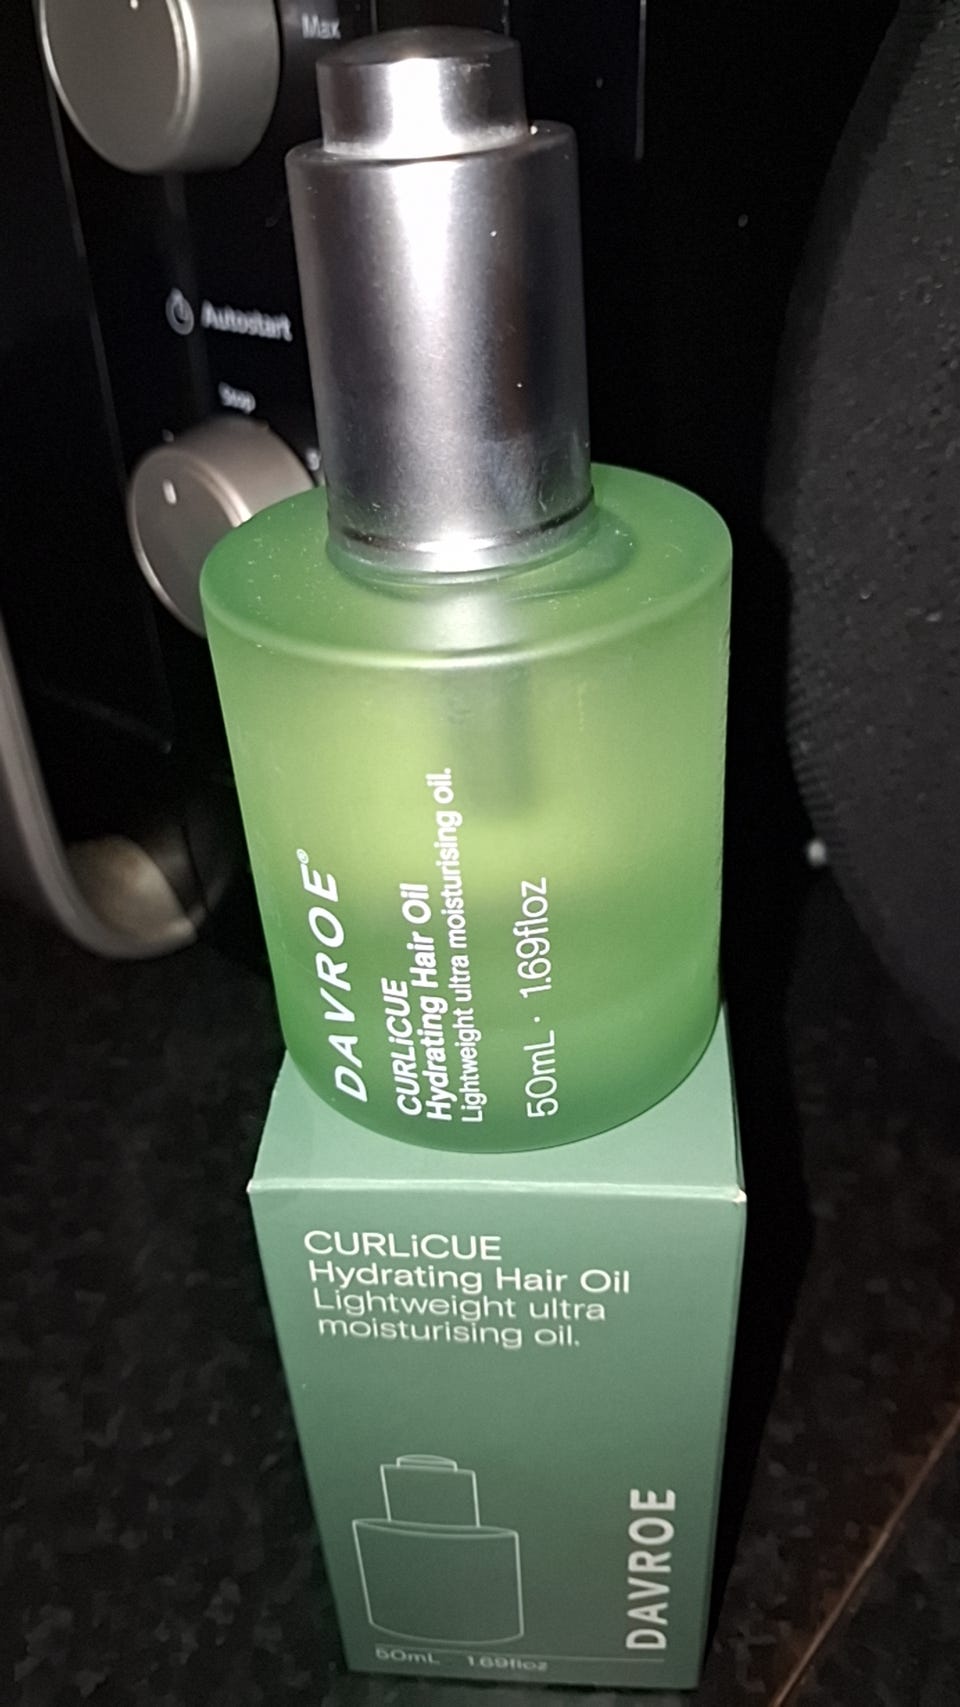 Max
Autostart
Stop
DAVROE®
CURLiCUE
Hydrating Hair Oil
Lightweight ultra moisturising oil.
50mL · 1.69floz
CURLiCUE
Hydrating Hair Oil
Lightweight ultra
moisturising oil.
DAVROE
50mL 1.69floz